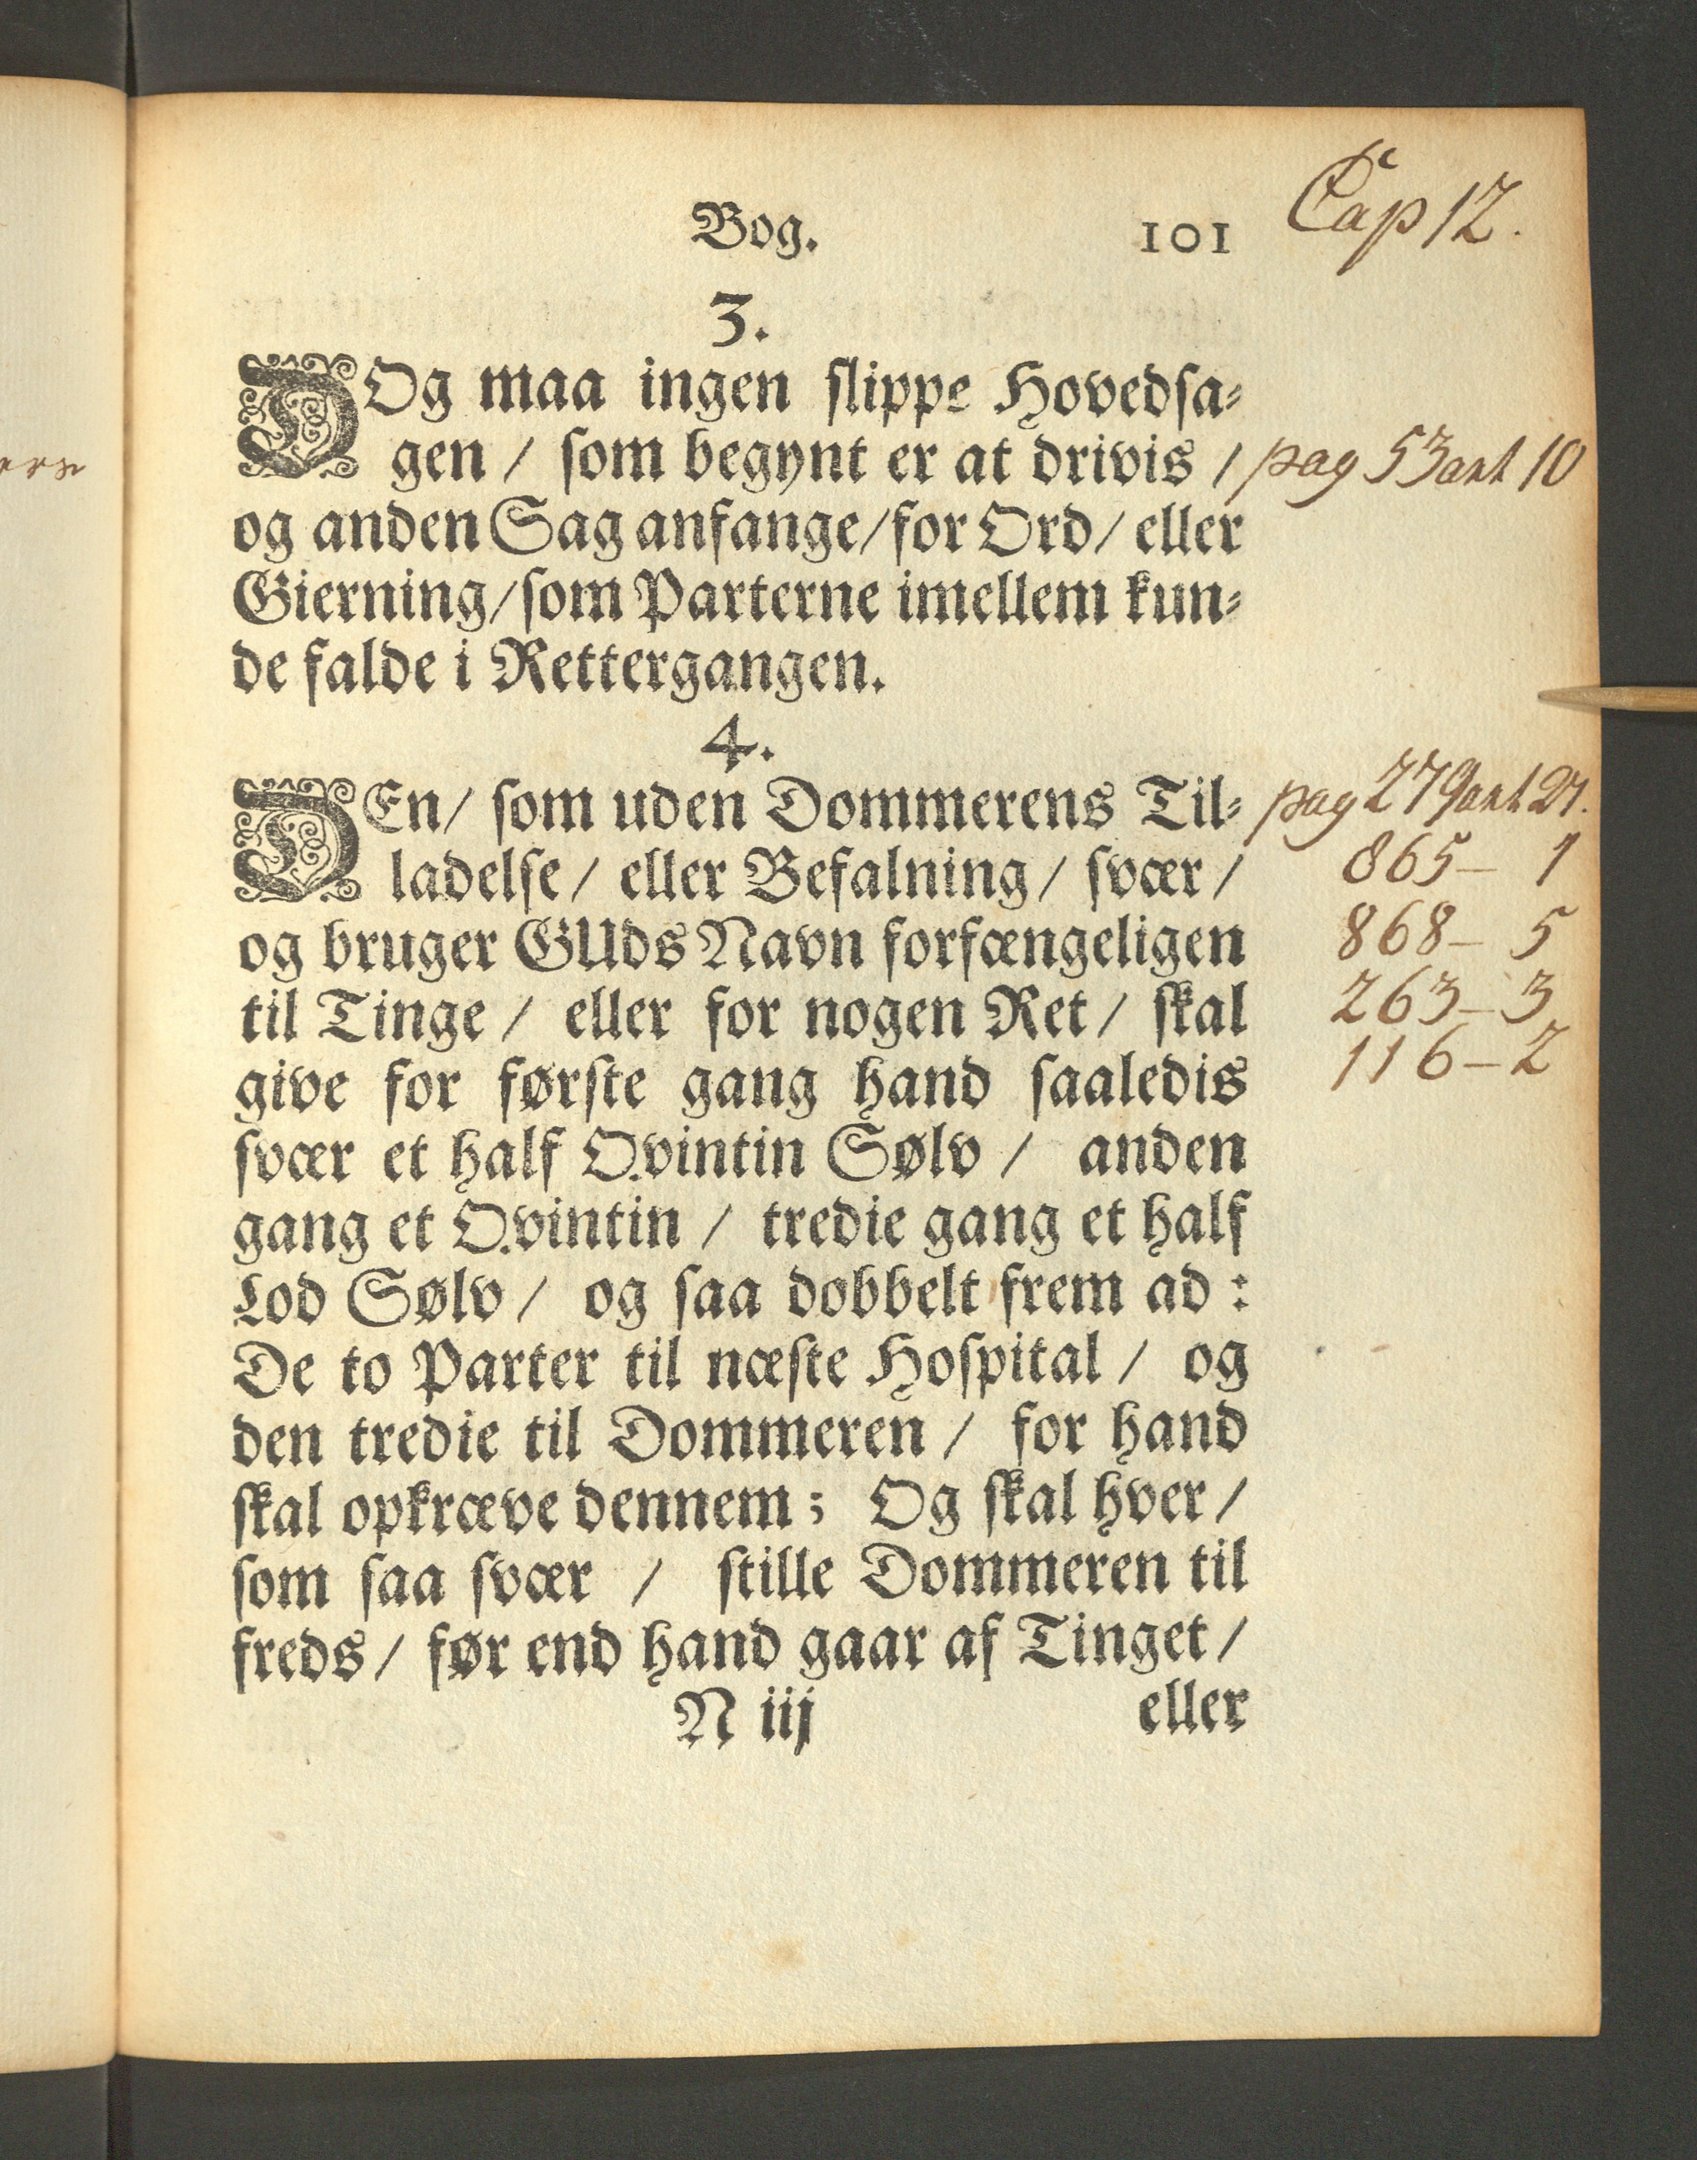 Bog. 101 Cap 12.
3.
DOg maa ingen slippe Hovedsa-
gen / som begynt er at drivis / pag 53 art 10
og anden Sag anfange / for Ord / eller
Gierning / som Parterne imellem kun-
de falde i Rettergangen.
4.
DEn / som uden Dommerens Til- pag 279 art 21.
ladelse / eller Befalning / svær / 865 - 1
og bruger GUds Navn forfængeligen 868 - 5
til Tinge / eller for nogen Ret / skal 263 - 3
give for første gang hand saaledis 116 - 2
svær et half Qvintin Sølv / anden
gang et Qvintin / tredie gang et half
Lod Sølv / og saa dobbelt frem ad :
De to Parter til næste Hospital / og
den tredie til Dommeren / for hand
skal opkræve dennem ; Og skal hver /
som saa svær / stille Dommeren til
freds / før end hand gaar af Tinget /
N iij eller